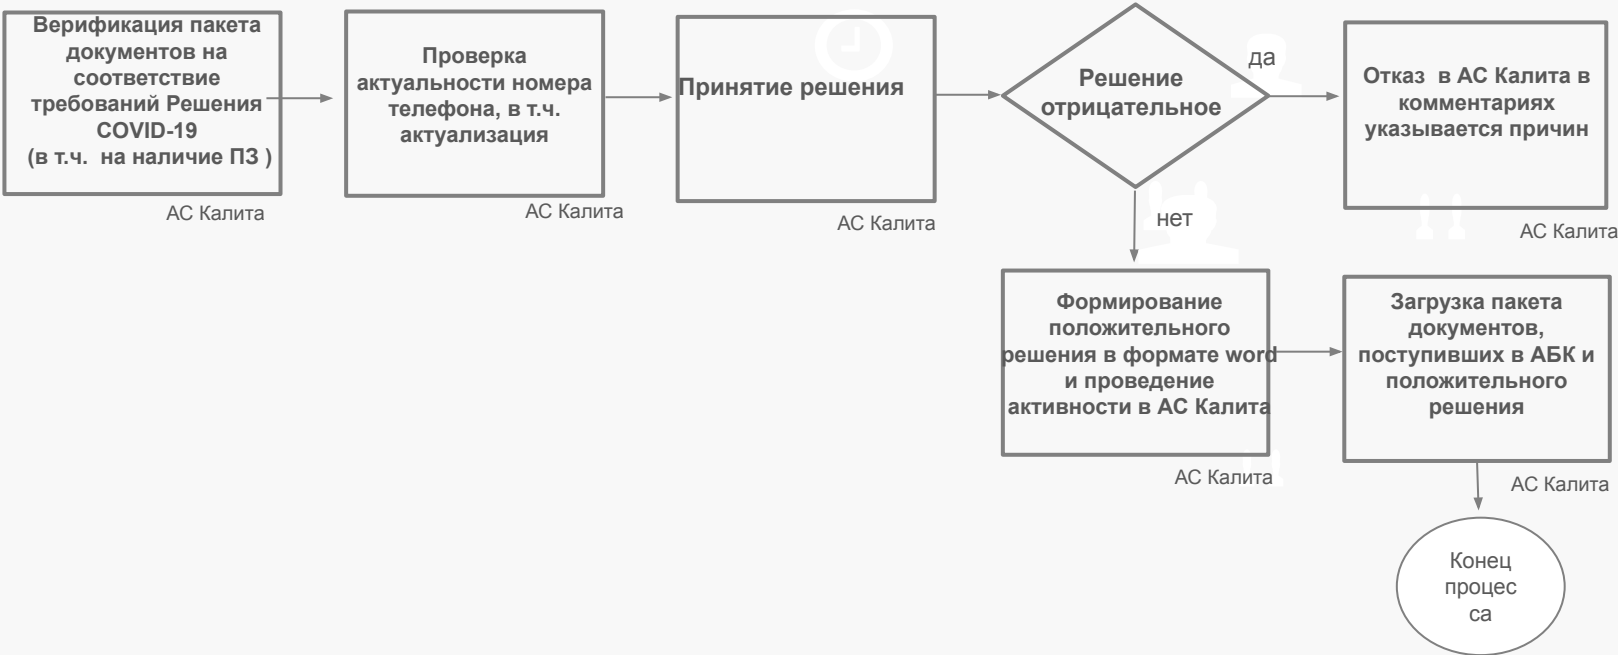 Верификация пакета
документов на
соответствие
требований Решения
COVID-19
(в т.ч. на наличие ПЗ )
АС Калита
Проверка
актуальности номера
телефона, в т.ч.
актуализация
АС Калита
Принятие решения
АС Калита
Решение
отрицательное
да
нет
Отказ в АС Калита в
комментариях
указывается причин
АС Калита
Формирование
положительного
решения в формате word
и проведение
активности в АС Калита
АС Калита
Загрузка пакета
документов,
поступивших в АБК и
положительного
решения
АС Калита
Конец
процес
са